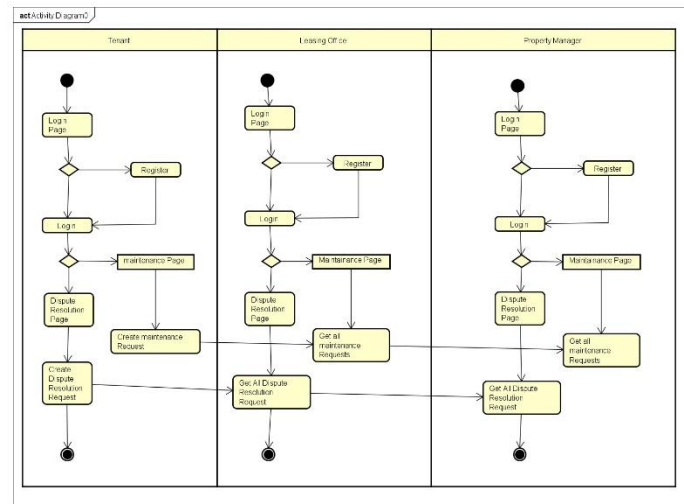 act Activity Diagram0
Tenant
Leasing Office
Property Manager
Login
Page
Register
Login
maintenance Page
Dispute
Resolution
Page
Create maintenance
Request
Create
Dispute
Resolution
Request
Login
Page
Register
Login
Maintainance Page
Dispute
Resolution
Page
Get all
maintenance
Requests
Get All Dispute
Resolution
Request
Login
Page
Register
Login
Maintainance Page
Dispute
Resolution
Page
Get all
maintenance
Requests
Get All Dispute
Resolution
Request